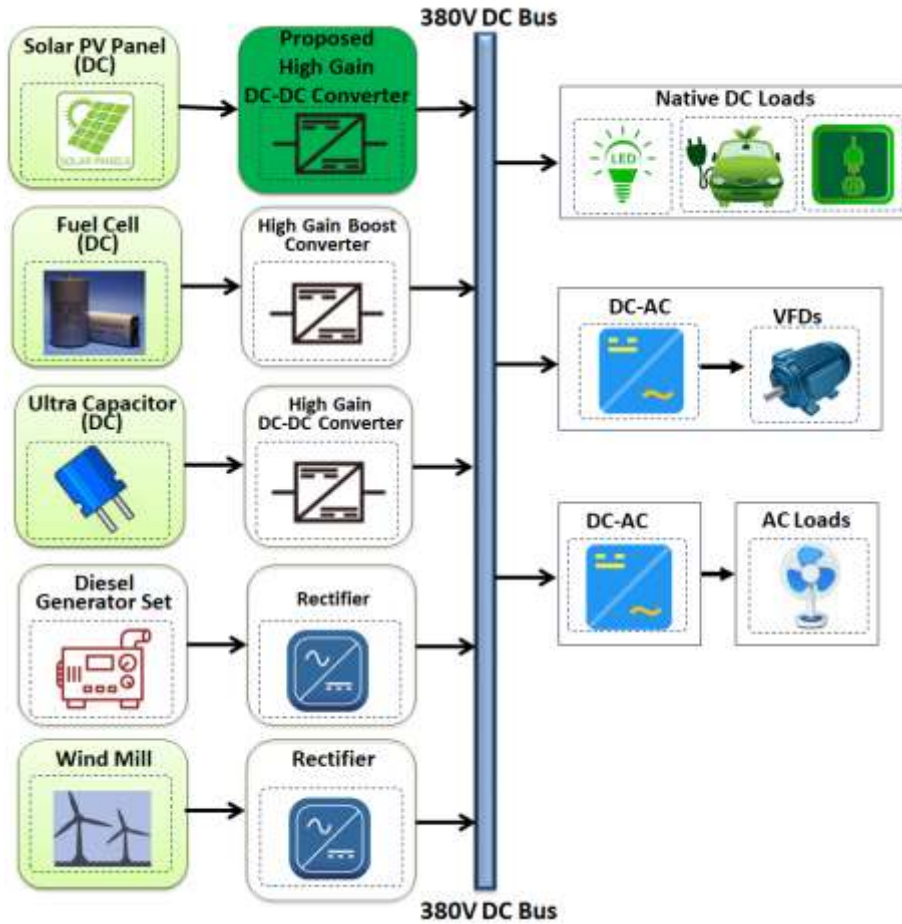 380V DC Bus
Solar PV Panel
(DC)
SOLAR PANELS
Proposed
High Gain
DC-DC Converter
Native DC Loads
LED
Fuel Cell
(DC)
High Gain Boost
Converter
DC-AC
VFDs
Ultra Capacitor
(DC)
High Gain
DC-DC Converter
DC-AC
AC Loads
Diesel
Generator Set
Rectifier
Wind Mill
Rectifier
380V DC Bus